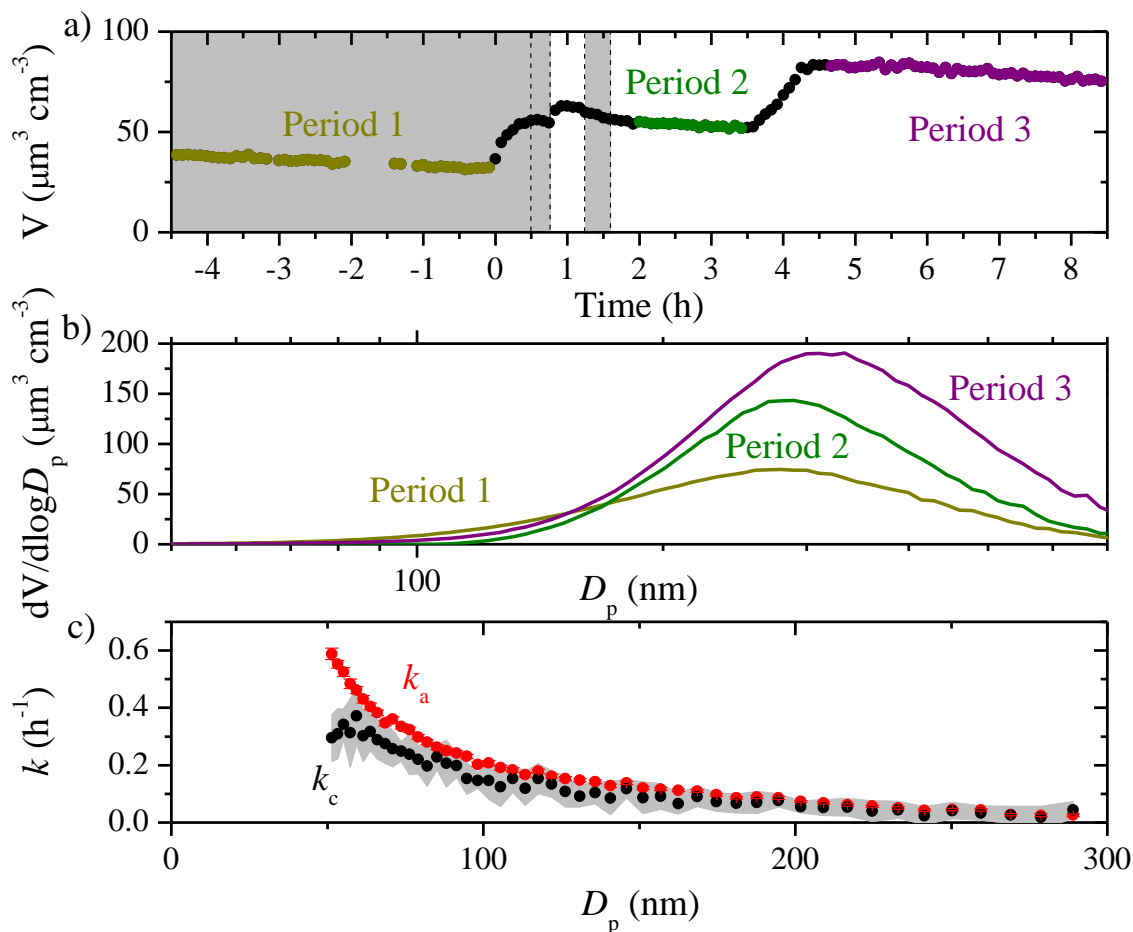 a)
V (μm³ cm⁻³)
100
50
0
Period 1
Period 2
Period 3
-4 -3 -2 -1 0 1 2 3 4 5 6 7 8
Time (h)
b)
dV/dlogDₚ (μm³ cm⁻³)
200
150
100
50
0
Period 1
Period 2
Period 3
100
Dₚ (nm)
c)
k (h⁻¹)
0.6
0.4
0.2
0.0
kₐ
k_c
0 100 200 300
Dₚ (nm)